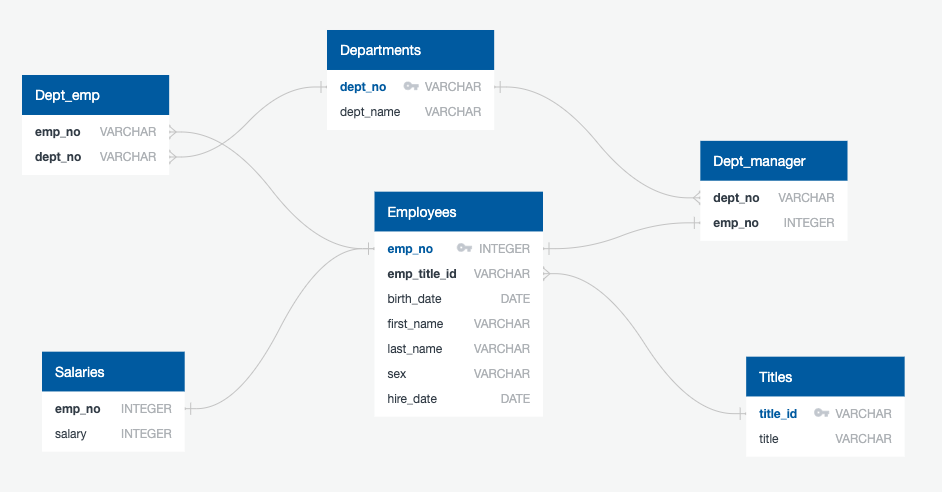 Departments
dept_no VARCHAR
dept_name VARCHAR
Dept_emp
emp_no VARCHAR
dept_no VARCHAR
Dept_manager
dept_no VARCHAR
emp_no INTEGER
Employees
emp_no INTEGER
emp_title_id VARCHAR
birth_date DATE
first_name VARCHAR
last_name VARCHAR
sex VARCHAR
hire_date DATE
Salaries
emp_no INTEGER
salary INTEGER
Titles
title_id VARCHAR
title VARCHAR